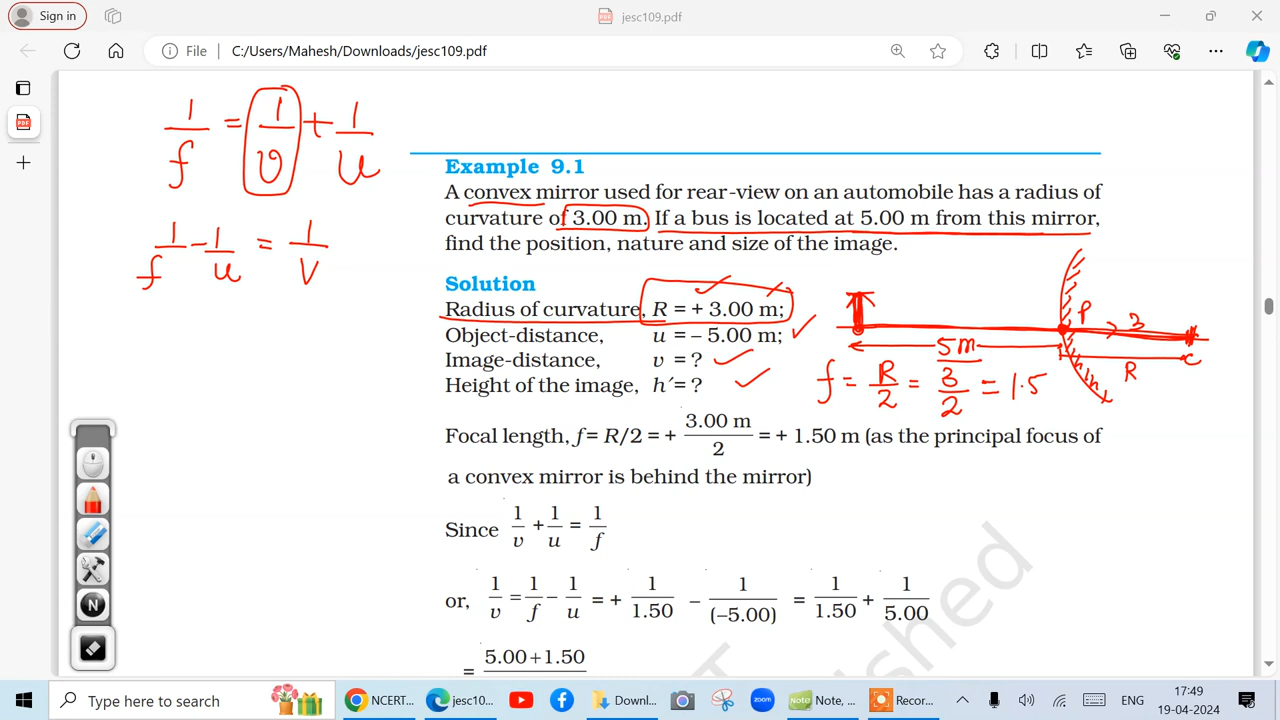 Sign in
jesc109.pdf
File C:/Users/Mahesh/Downloads/jesc109.pdf
1/f = 1/v + 1/u
1/f - 1/u = 1/v
Example 9.1
A convex mirror used for rear-view on an automobile has a radius of
curvature of 3.00 m. If a bus is located at 5.00 m from this mirror,
find the position, nature and size of the image.
Solution
Radius of curvature, R = + 3.00 m;
Object-distance, u = – 5.00 m;
Image-distance, v = ?
Height of the image, h′= ?
P
3
5m
R
C
f = R/2 = 3/2 = 1.5
Focal length, f = R/2 = + 3.00 m/2 = + 1.50 m (as the principal focus of
a convex mirror is behind the mirror)
Since 1/v + 1/u = 1/f
or, 1/v = 1/f – 1/u = + 1/1.50 – 1/(–5.00) = 1/1.50 + 1/5.00
= 5.00 + 1.50
N
Type here to search
NCERT... jesc10... Downl... zoom Note Note, ... Recor... ENG
17:49
19-04-2024